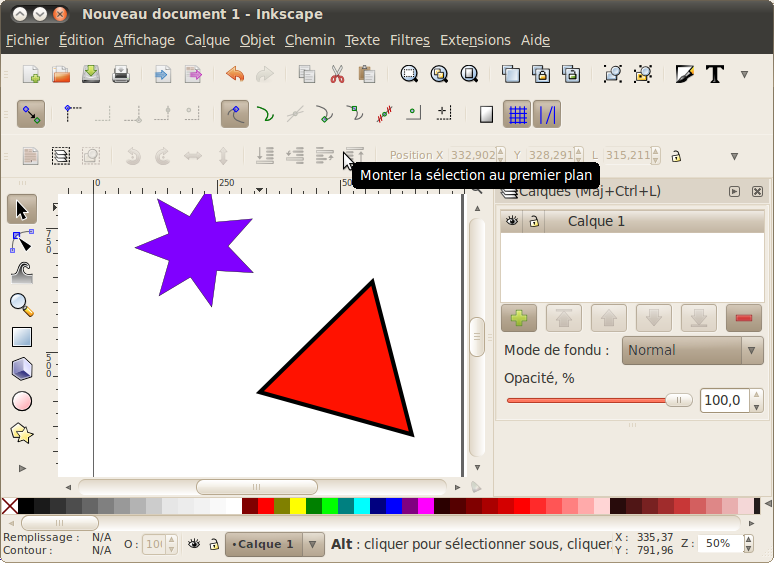 Nouveau document 1 - Inkscape
Fichier Édition Affichage Calque Objet Chemin Texte Filtres Extensions Aide
Position X 332,902 Y 328,291 L 315,211
Monter la sélection au premier plan
0 250 50
Calques (Maj+Ctrl+L)
Calque 1
750
500
Mode de fondu : Normal
Opacité, %
100,0
Remplissage : N/A
Contour : N/A
O : 10
•Calque 1
Alt : cliquer pour sélectionner sous, cliquer
X : 335,37
Y : 791,96
Z : 50%